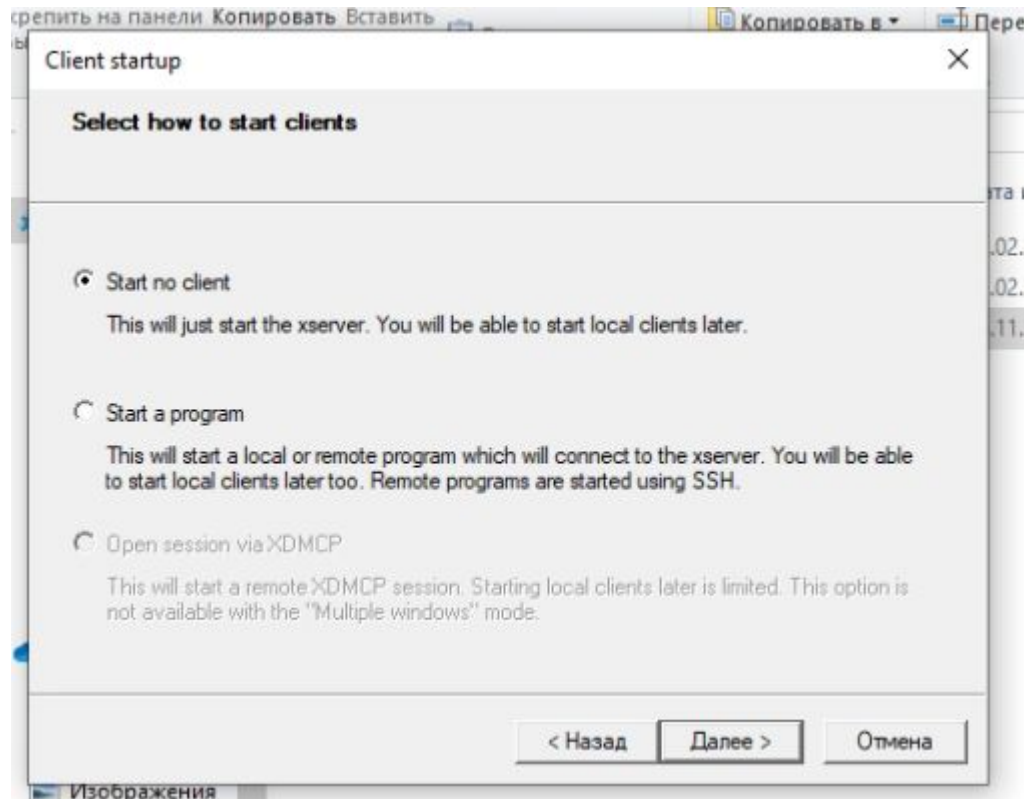 крепить на панели Копировать Вставить
Копировать в
Client startup
Select how to start clients
Start no client
This will just start the xserver. You will be able to start local clients later.
Start a program
This will start a local or remote program which will connect to the xserver. You will be able
to start local clients later too. Remote programs are started using SSH.
Open session via XDMCP
This will start a remote XDMCP session. Starting local clients later is limited. This option is
not available with the "Multiple windows" mode.
.02.
.02.
.11.
< Назад Далее > Отмена
Изображения